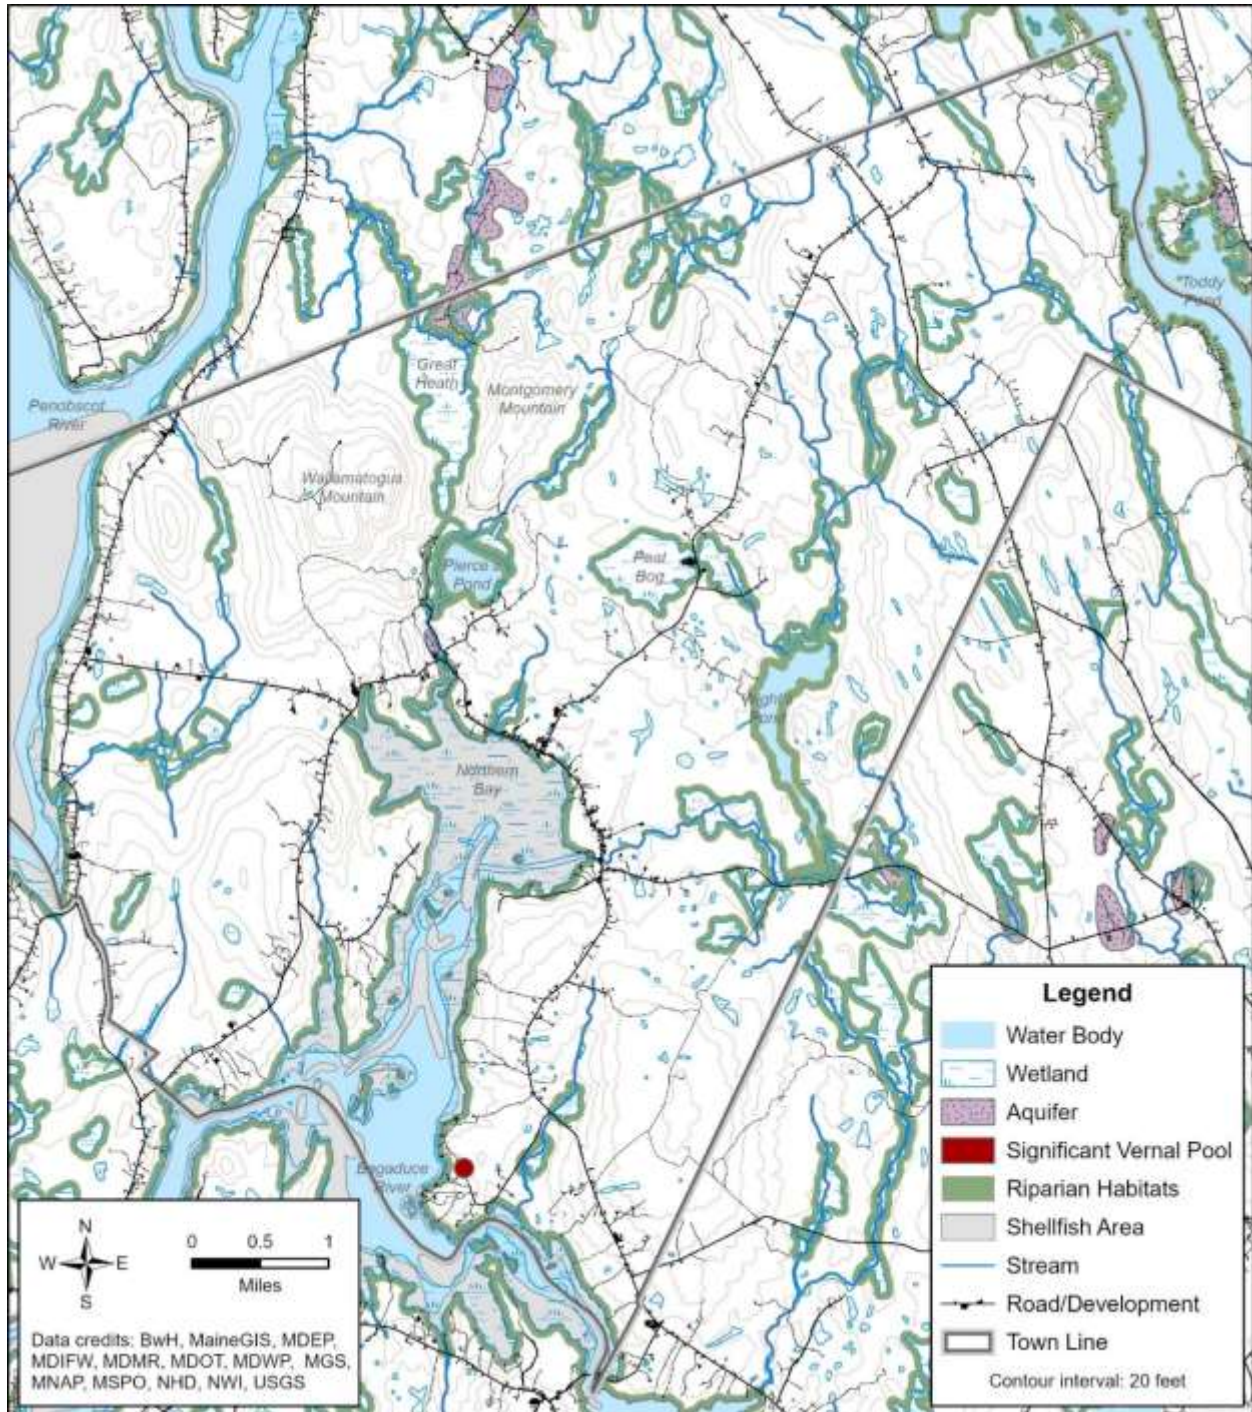 Toddy
Pond
Great
Heath
Montgomery
Mountain
Penobscot
River
Wallamatogus
Mountain
Pierce's
Pond
Peat
Bog
Pond
Northern
Bay
Bagaduce
River
Legend
Water Body
Wetland
Aquifer
Significant Vernal Pool
Riparian Habitats
Shellfish Area
Stream
Road/Development
Town Line
Contour interval: 20 feet
N
W E
S
0 0.5 1
Miles
Data credits: BwH, MaineGIS, MDEP,
MDIFW, MDMR, MDOT, MDWP, MGS,
MNAP, MSPO, NHD, NWI, USGS